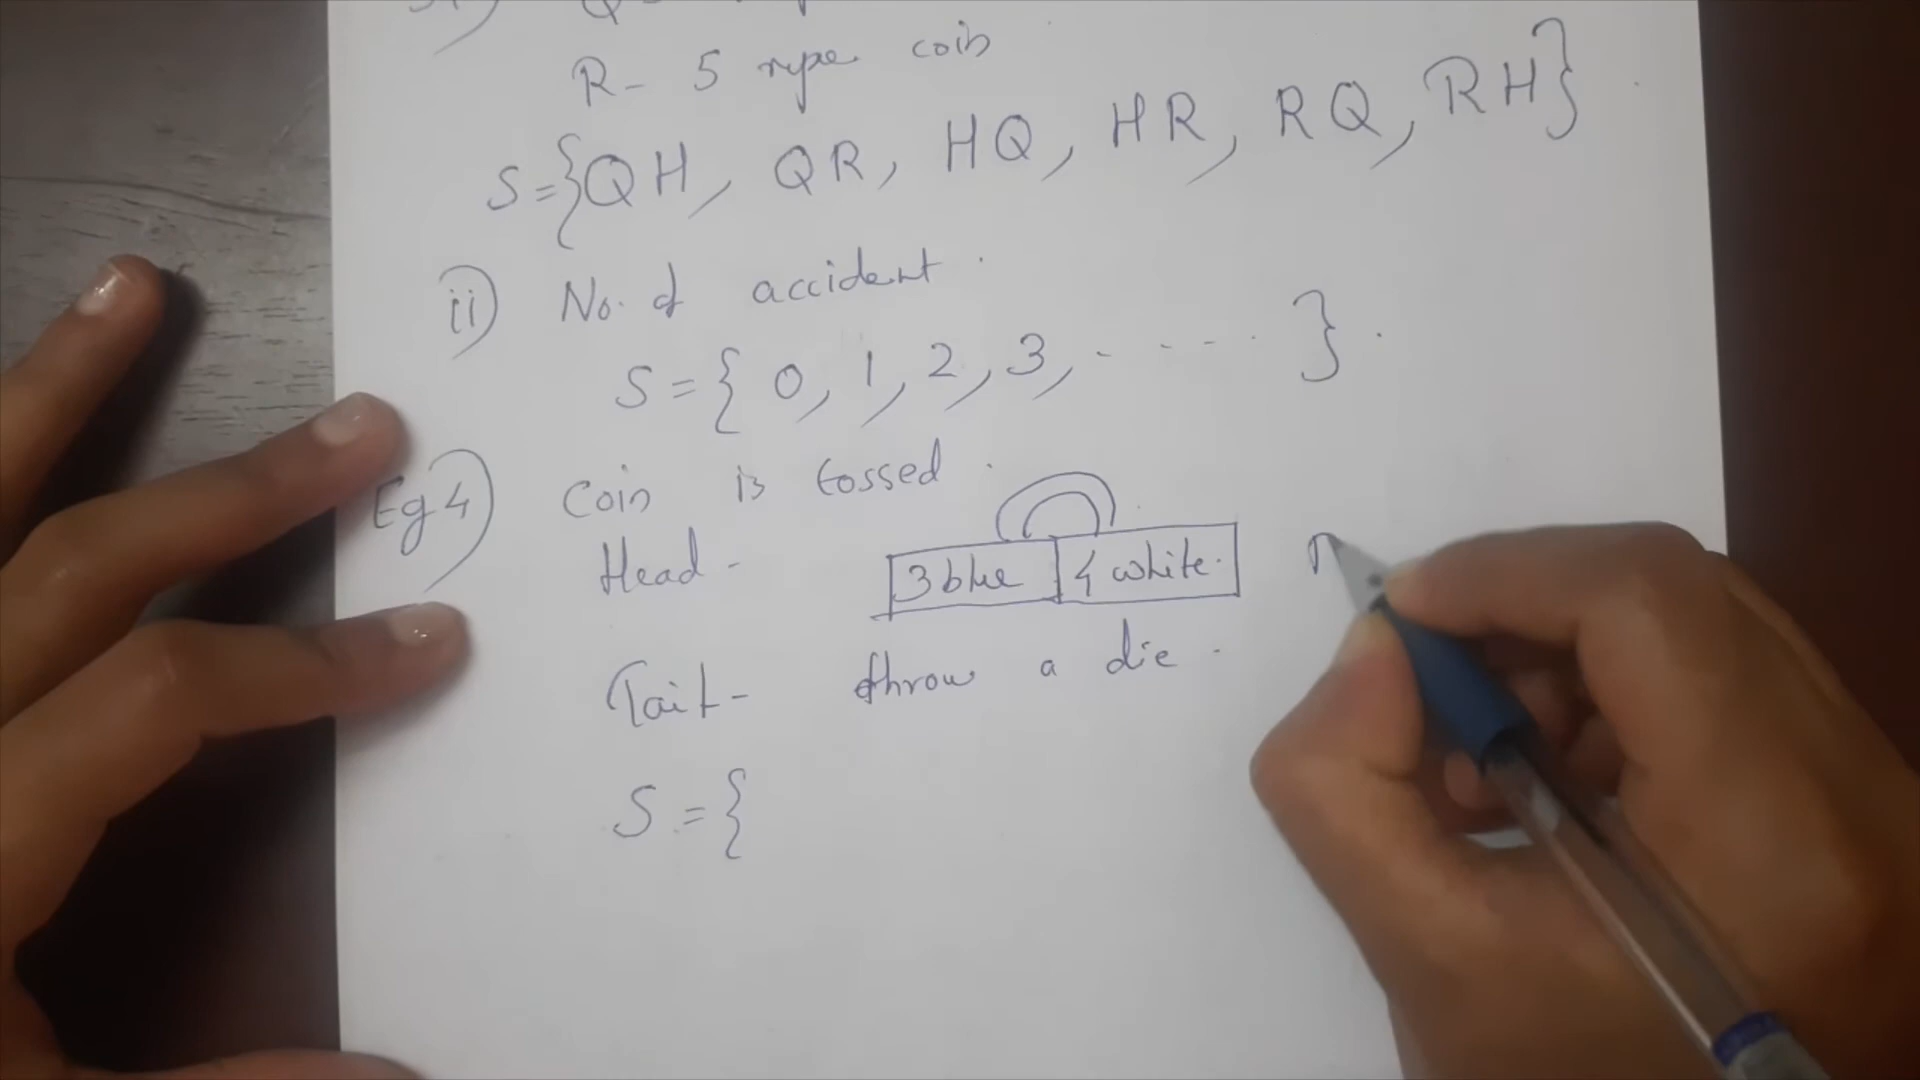 R - 5 rupe coin
S = {QH, QR, HQ, HR, RQ, RH}
ii) No. of accident.
S = { 0, 1, 2, 3, - - - - - }.
Eg 4) Coin is tossed.
Head - 3 blue 4 white.
Tail - throw a die.
S = {